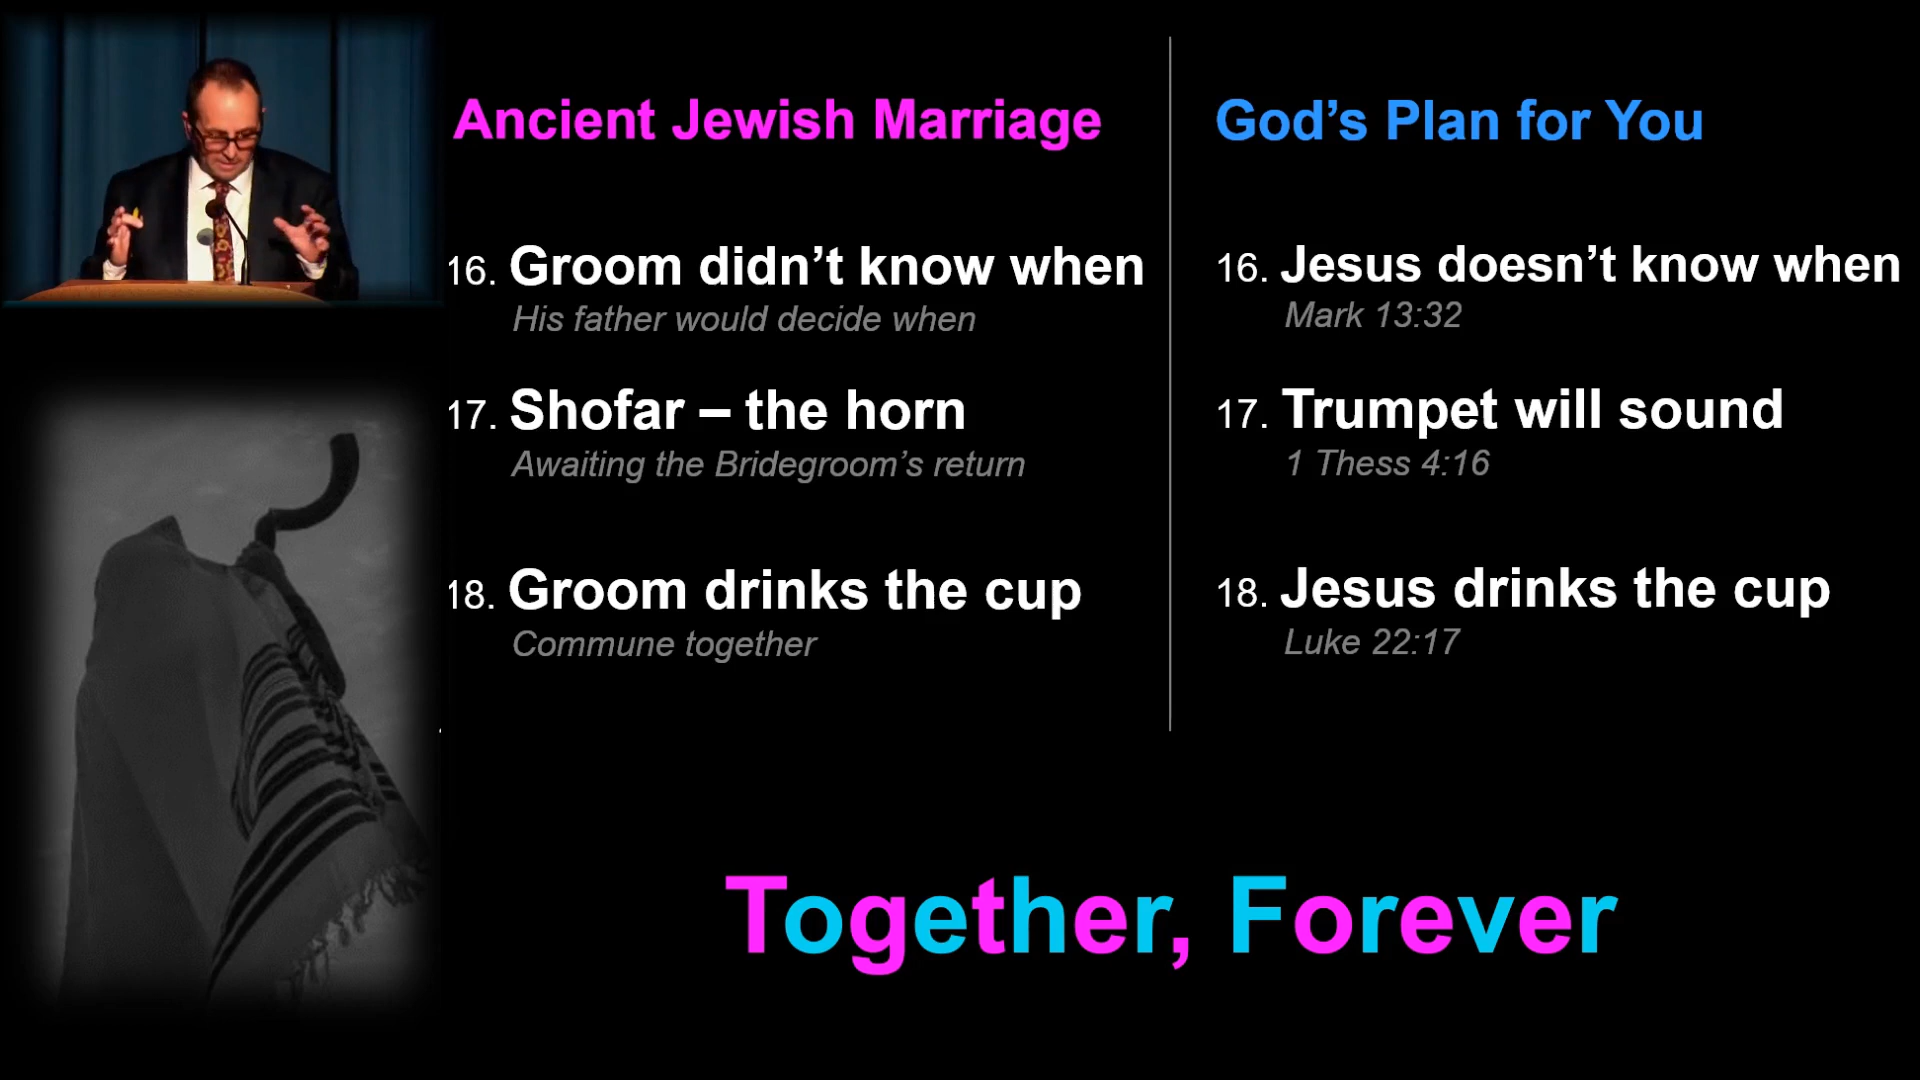 Ancient Jewish Marriage
16. Groom didn’t know when
His father would decide when
17. Shofar – the horn
Awaiting the Bridegroom’s return
18. Groom drinks the cup
Commune together
God’s Plan for You
16. Jesus doesn’t know when
Mark 13:32
17. Trumpet will sound
1 Thess 4:16
18. Jesus drinks the cup
Luke 22:17
Together, Forever